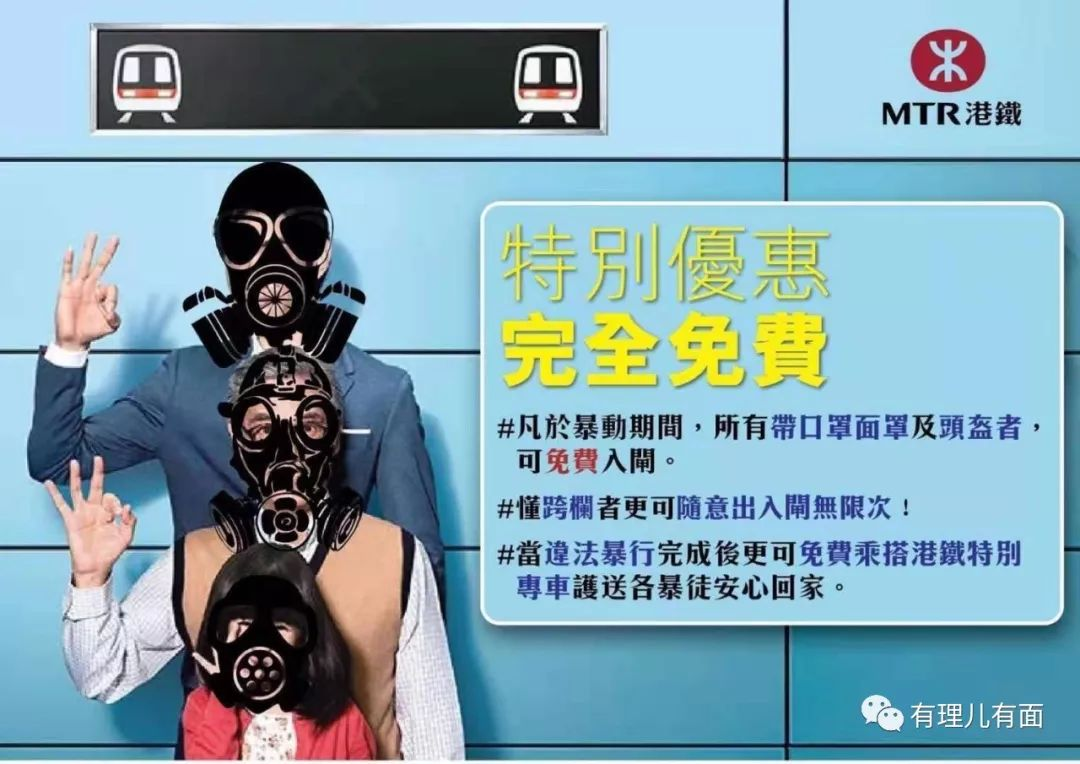 MTR港鐵
特別優惠
完全免費
#凡於暴動期間，所有帶口罩面罩及頭盔者，
可免費入閘。
#懂跨欄者更可隨意出入閘無限次！
#當違法暴行完成後更可免費乘搭港鐵特別
專車護送各暴徒安心回家。
有理儿有面